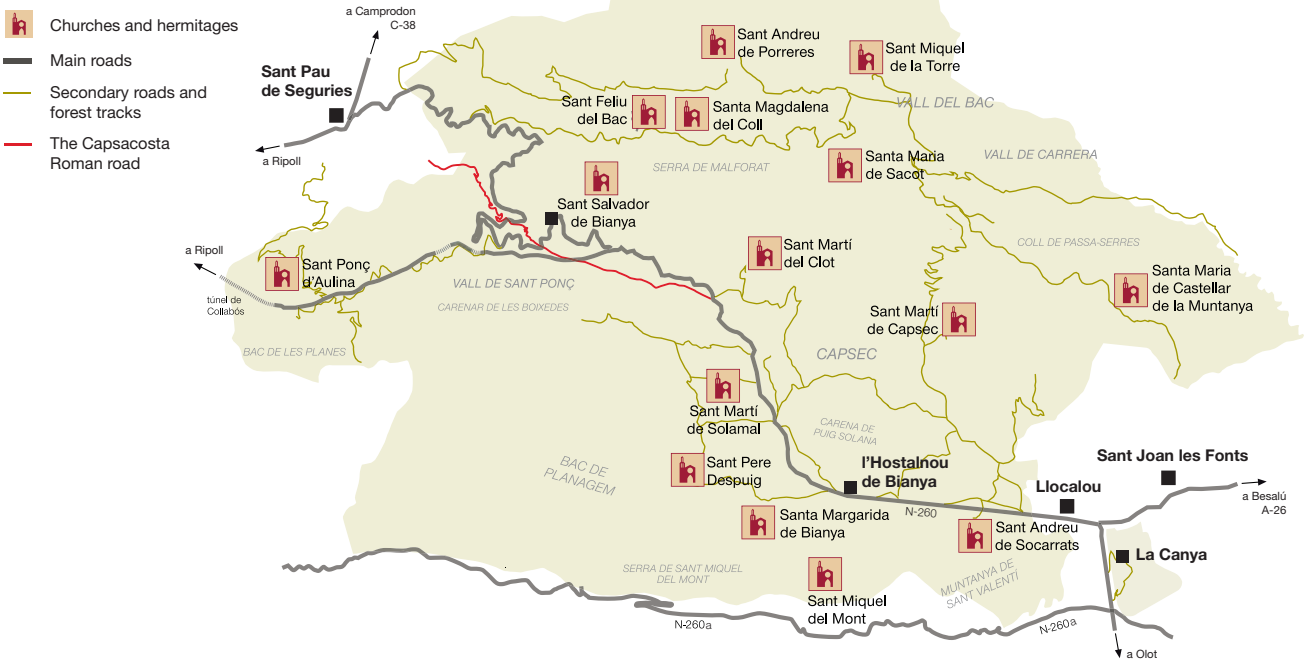 Churches and hermitages
Main roads
Secondary roads and
forest tracks
The Capsacosta
Roman road
a Camprodon
C-38
Sant Pau
de Seguries
a Ripoll
Sant Andreu
de Porreres
Sant Miquel
de la Torre
Sant Feliu
del Bac
Santa Magdalena
del Coll
VALL DEL BAC
VALL DE CARRERA
SERRA DE MALFORAT
Santa Maria
de Sacot
Sant Salvador
de Bianya
a Ripoll
Sant Ponç
d'Aulina
túnel de
Collabós
VALL DE SANT PONÇ
CARENAR DE LES BOIXEDES
BAC DE LES PLANES
Sant Martí
del Clot
COLL DE PASSA-SERRES
Santa Maria
de Castellar
de la Muntanya
Sant Martí
de Capsec
CAPSEC
Sant Martí
de Solamal
CARENA DE
PUIG SOLANA
BAC DE
PLANAGEM
Sant Pere
Despuig
l'Hostalnou
de Bianya
N-260
Sant Joan les Fonts
Llocalou
a Besalú
A-26
Santa Margarida
de Bianya
Sant Andreu
de Socarrats
La Canya
SERRA DE SANT MIQUEL
DEL MONT
MUNTANYA DE
SANT VALENTÍ
Sant Miquel
del Mont
N-260a
N-260a
a Olot